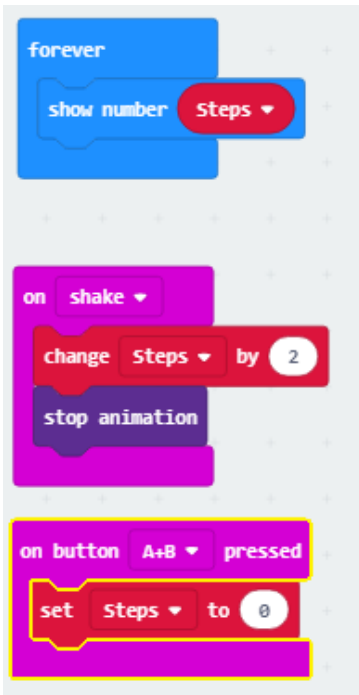 forever
show number Steps
on shake
change Steps by 2
stop animation
on button A+B pressed
set Steps to 0